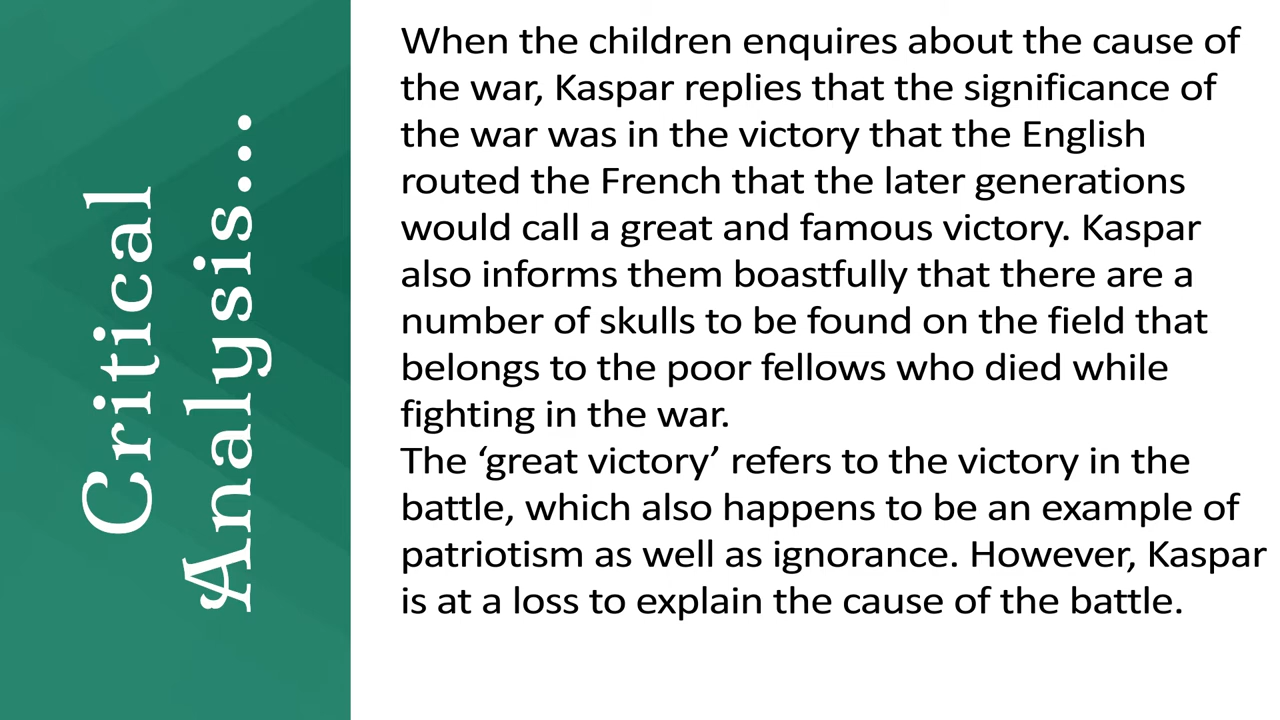 Critical
Analysis...
When the children enquires about the cause of
the war, Kaspar replies that the significance of
the war was in the victory that the English
routed the French that the later generations
would call a great and famous victory. Kaspar
also informs them boastfully that there are a
number of skulls to be found on the field that
belongs to the poor fellows who died while
fighting in the war.
The ‘great victory’ refers to the victory in the
battle, which also happens to be an example of
patriotism as well as ignorance. However, Kaspar
is at a loss to explain the cause of the battle.